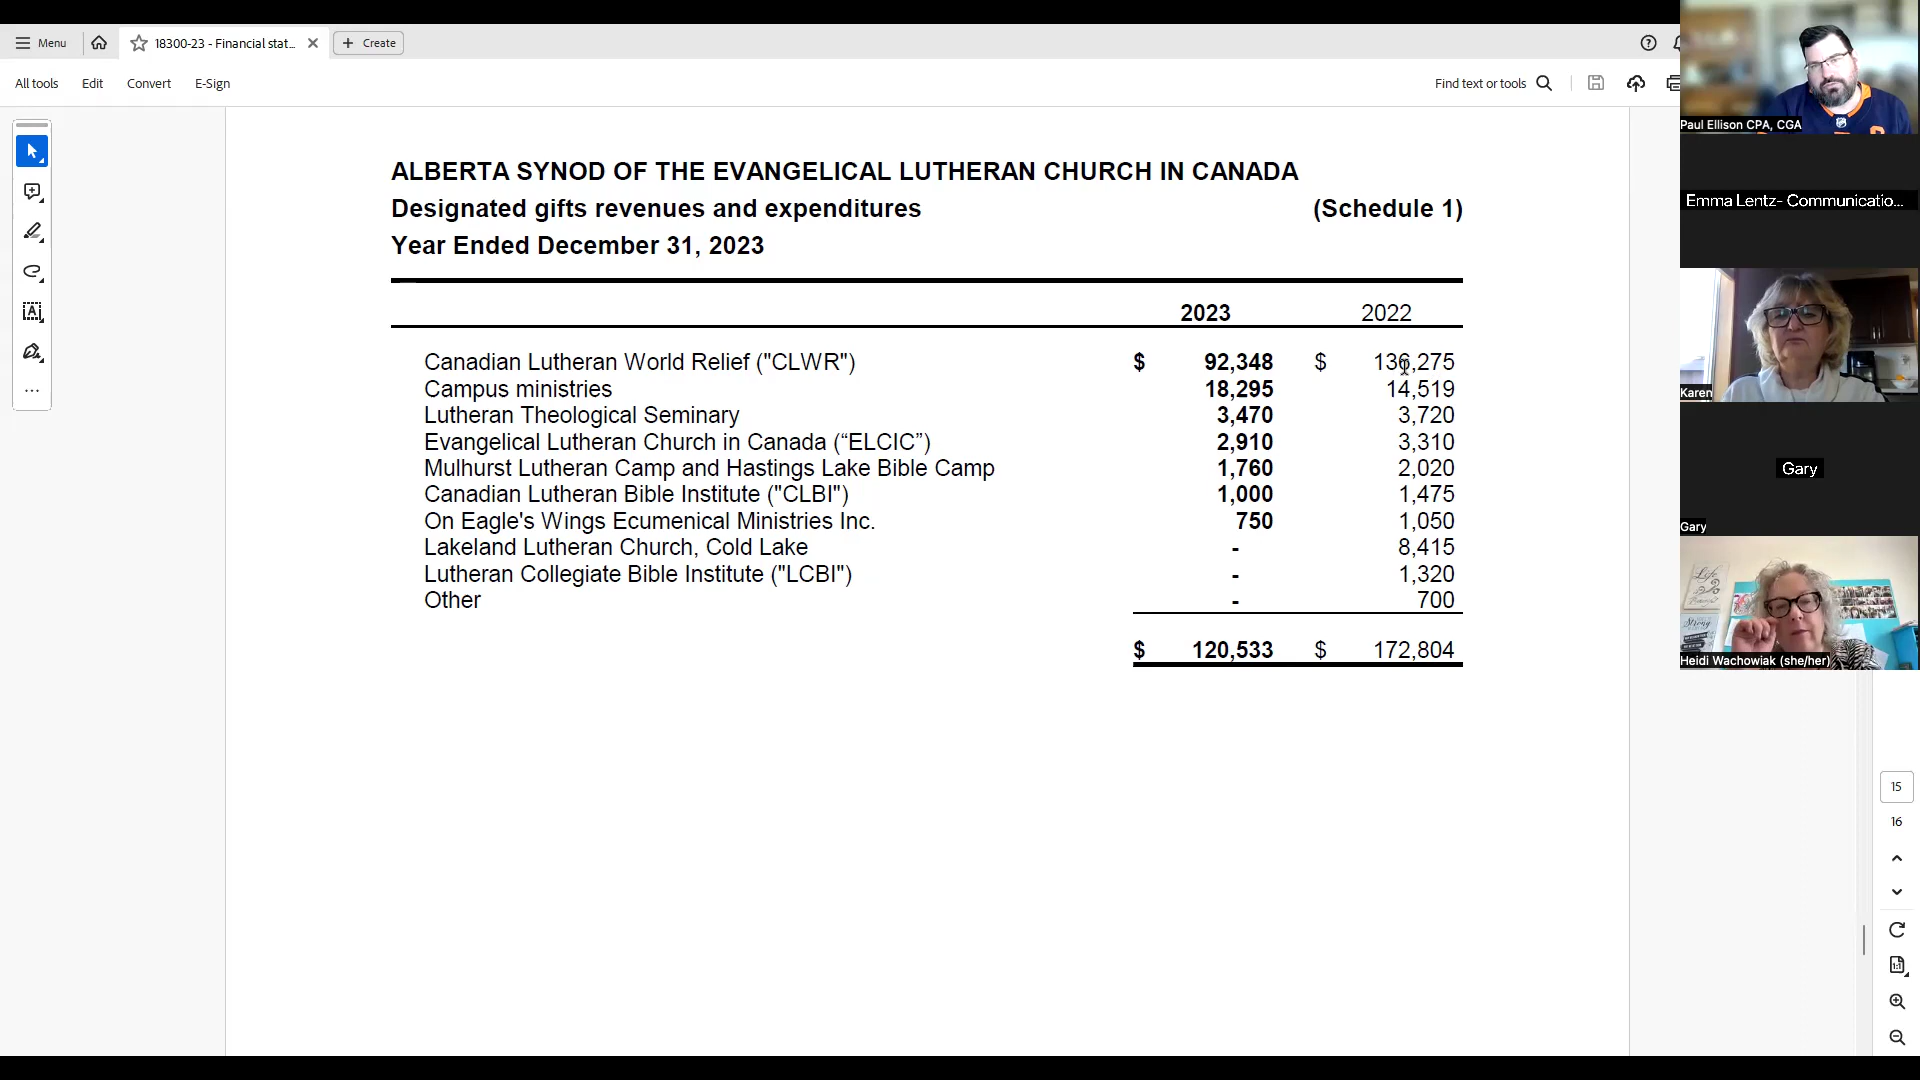 Menu
18300-23 - Financial stat...
Create
All tools
Edit
Convert
E-Sign
Find text or tools
ALBERTA SYNOD OF THE EVANGELICAL LUTHERAN CHURCH IN CANADA
Designated gifts revenues and expenditures (Schedule 1)
Year Ended December 31, 2023
2023 2022
Canadian Lutheran World Relief ("CLWR") $ 92,348 $ 136,275
Campus ministries 18,295 14,519
Lutheran Theological Seminary 3,470 3,720
Evangelical Lutheran Church in Canada (“ELCIC”) 2,910 3,310
Mulhurst Lutheran Camp and Hastings Lake Bible Camp 1,760 2,020
Canadian Lutheran Bible Institute ("CLBI") 1,000 1,475
On Eagle's Wings Ecumenical Ministries Inc. 750 1,050
Lakeland Lutheran Church, Cold Lake - 8,415
Lutheran Collegiate Bible Institute ("LCBI") - 1,320
Other - 700
$ 120,533 $ 172,804
Paul Ellison CPA, CGA
Emma Lentz- Communicatio...
Karen
Gary
Gary
Life
Strong
Heidi Wachowiak (she/her)
15
16